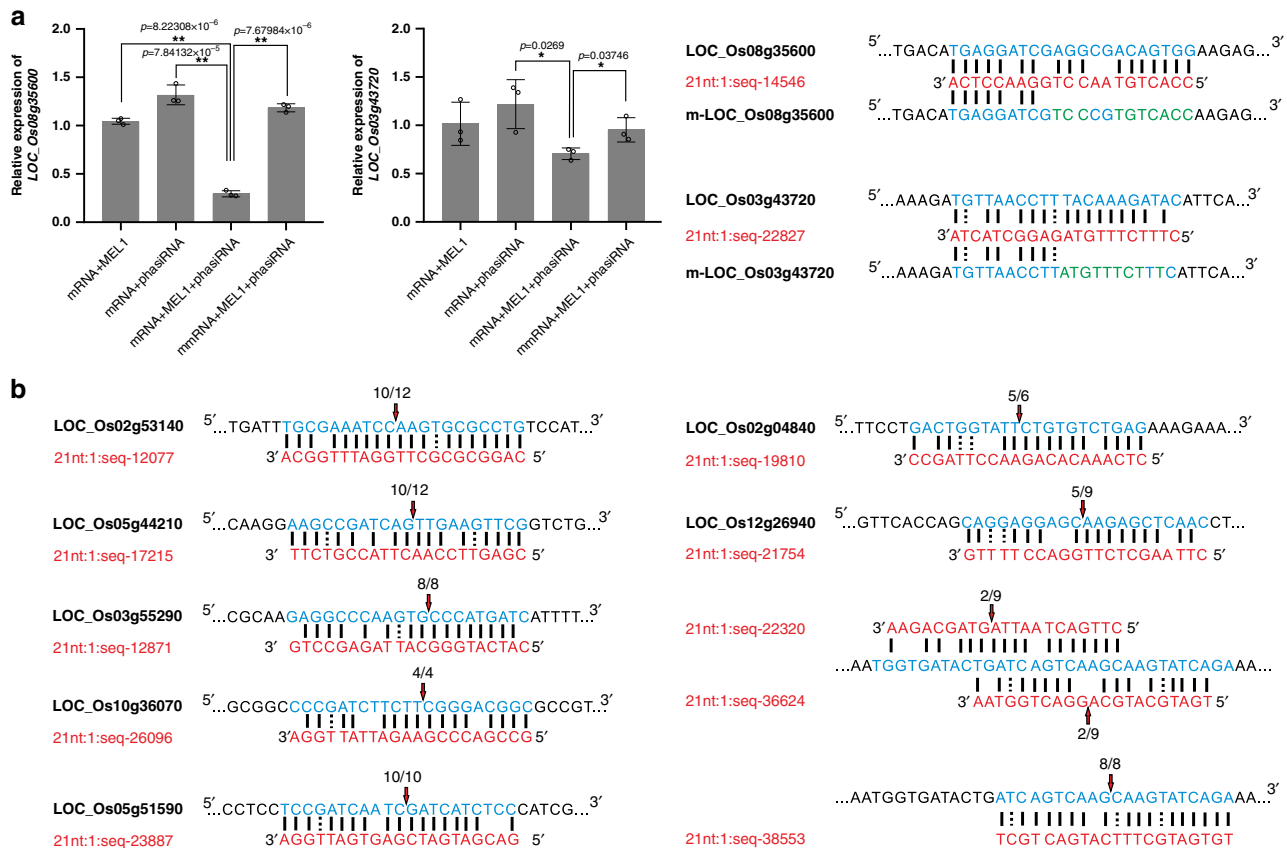 a
Relative expression of
LOC_Os08g35600
2.0
1.5
1.0
0.5
0.0
p=8.22308×10⁻⁶
**
p=7.84132×10⁻⁵
**
p=7.67984×10⁻⁶
**
mRNA+MEL1
mRNA+phasiRNA
mRNA+MEL1+phasiRNA
mmRNA+MEL1+phasiRNA
Relative expression of
LOC_Os03g43720
2.0
1.5
1.0
0.5
0.0
p=0.0269
*
p=0.03746
*
mRNA+MEL1
mRNA+phasiRNA
mRNA+MEL1+phasiRNA
mmRNA+MEL1+phasiRNA
LOC_Os08g35600 5′...TGACATGAGGATCGAGGCGACAGTGGAAGAG...3′
21nt:1:seq-14546 3′ACTCCAAGGTCCAATGTCACC5′
m-LOC_Os08g35600 ...TGACATGAGGATCGTCCCGTGTCACCAAGAG...3′
LOC_Os03g43720 5′...AAAGATGTTAACCTTTACAAAGATACATTCA...3′
21nt:1:seq-22827 3′ATCATCGGAGATGTTTCTTTC5′
m-LOC_Os03g43720 5′...AAAGATGTTAACCTTATGTTTCTTTCATTCA...3′
b
10/12
LOC_Os02g53140 5′...TGATTTGCGAAATCCAAGTGCGCCTGTCCAT...3′
21nt:1:seq-12077 3′ACGGTTTAGGTTCGCGCGGAC 5′
10/12
LOC_Os05g44210 5′...CAAGGAAGCCGATCAGTTGAAGTTCGGTCTG...3′
21nt:1:seq-17215 3′ TTCTGCCATTCAACCTTGAGC 5′
8/8
LOC_Os03g55290 5′...CGCAAGAGGCCCAAGTGCCCATGATCATTTT...3′
21nt:1:seq-12871 3′ GTCCGAGATTACGGGTACTAC5′
4/4
LOC_Os10g36070 5′...GCGGCCCCGATCTTCTTCGGGACGGCGCCGT...3′
21nt:1:seq-26096 3′AGGTTATTAGAAGCCCAGCCG 5′
10/10
LOC_Os05g51590 5′...CCTCCTCCGATCAATCGATCATCTCCCATCG...3′
21nt:1:seq-23887 3′AGGTTAGTGAGCTAGTAGCAG 5′
5/6
LOC_Os02g04840 5′...TTCCTGACTGGTATTCTGTGTCTGAGAAAGAAA...3′
21nt:1:seq-19810 3′CCGATTCCAAGACACAAACTC5′
5/9
LOC_Os12g26940 ...GTTCACCAGCAGGAGGAGCAAGAGCTCAACCT...
21nt:1:seq-21754 3′GTTTTCCAGGTTCTCGAATTC5′
2/9
21nt:1:seq-22320 3′AAGACGATGATTAATCAGTTC5′
...AATGGTGATACTGATCAGTCAAGCAAGTATCAGAAA...
21nt:1:seq-36624 3′AATGGTCAGGACGTACGTAGT5′
2/9
8/8
...AATGGTGATACTGATCAGTCAAGCAAGTATCAGAAA...
21nt:1:seq-38553 TCGTCAGTACTTTCGTAGTGT